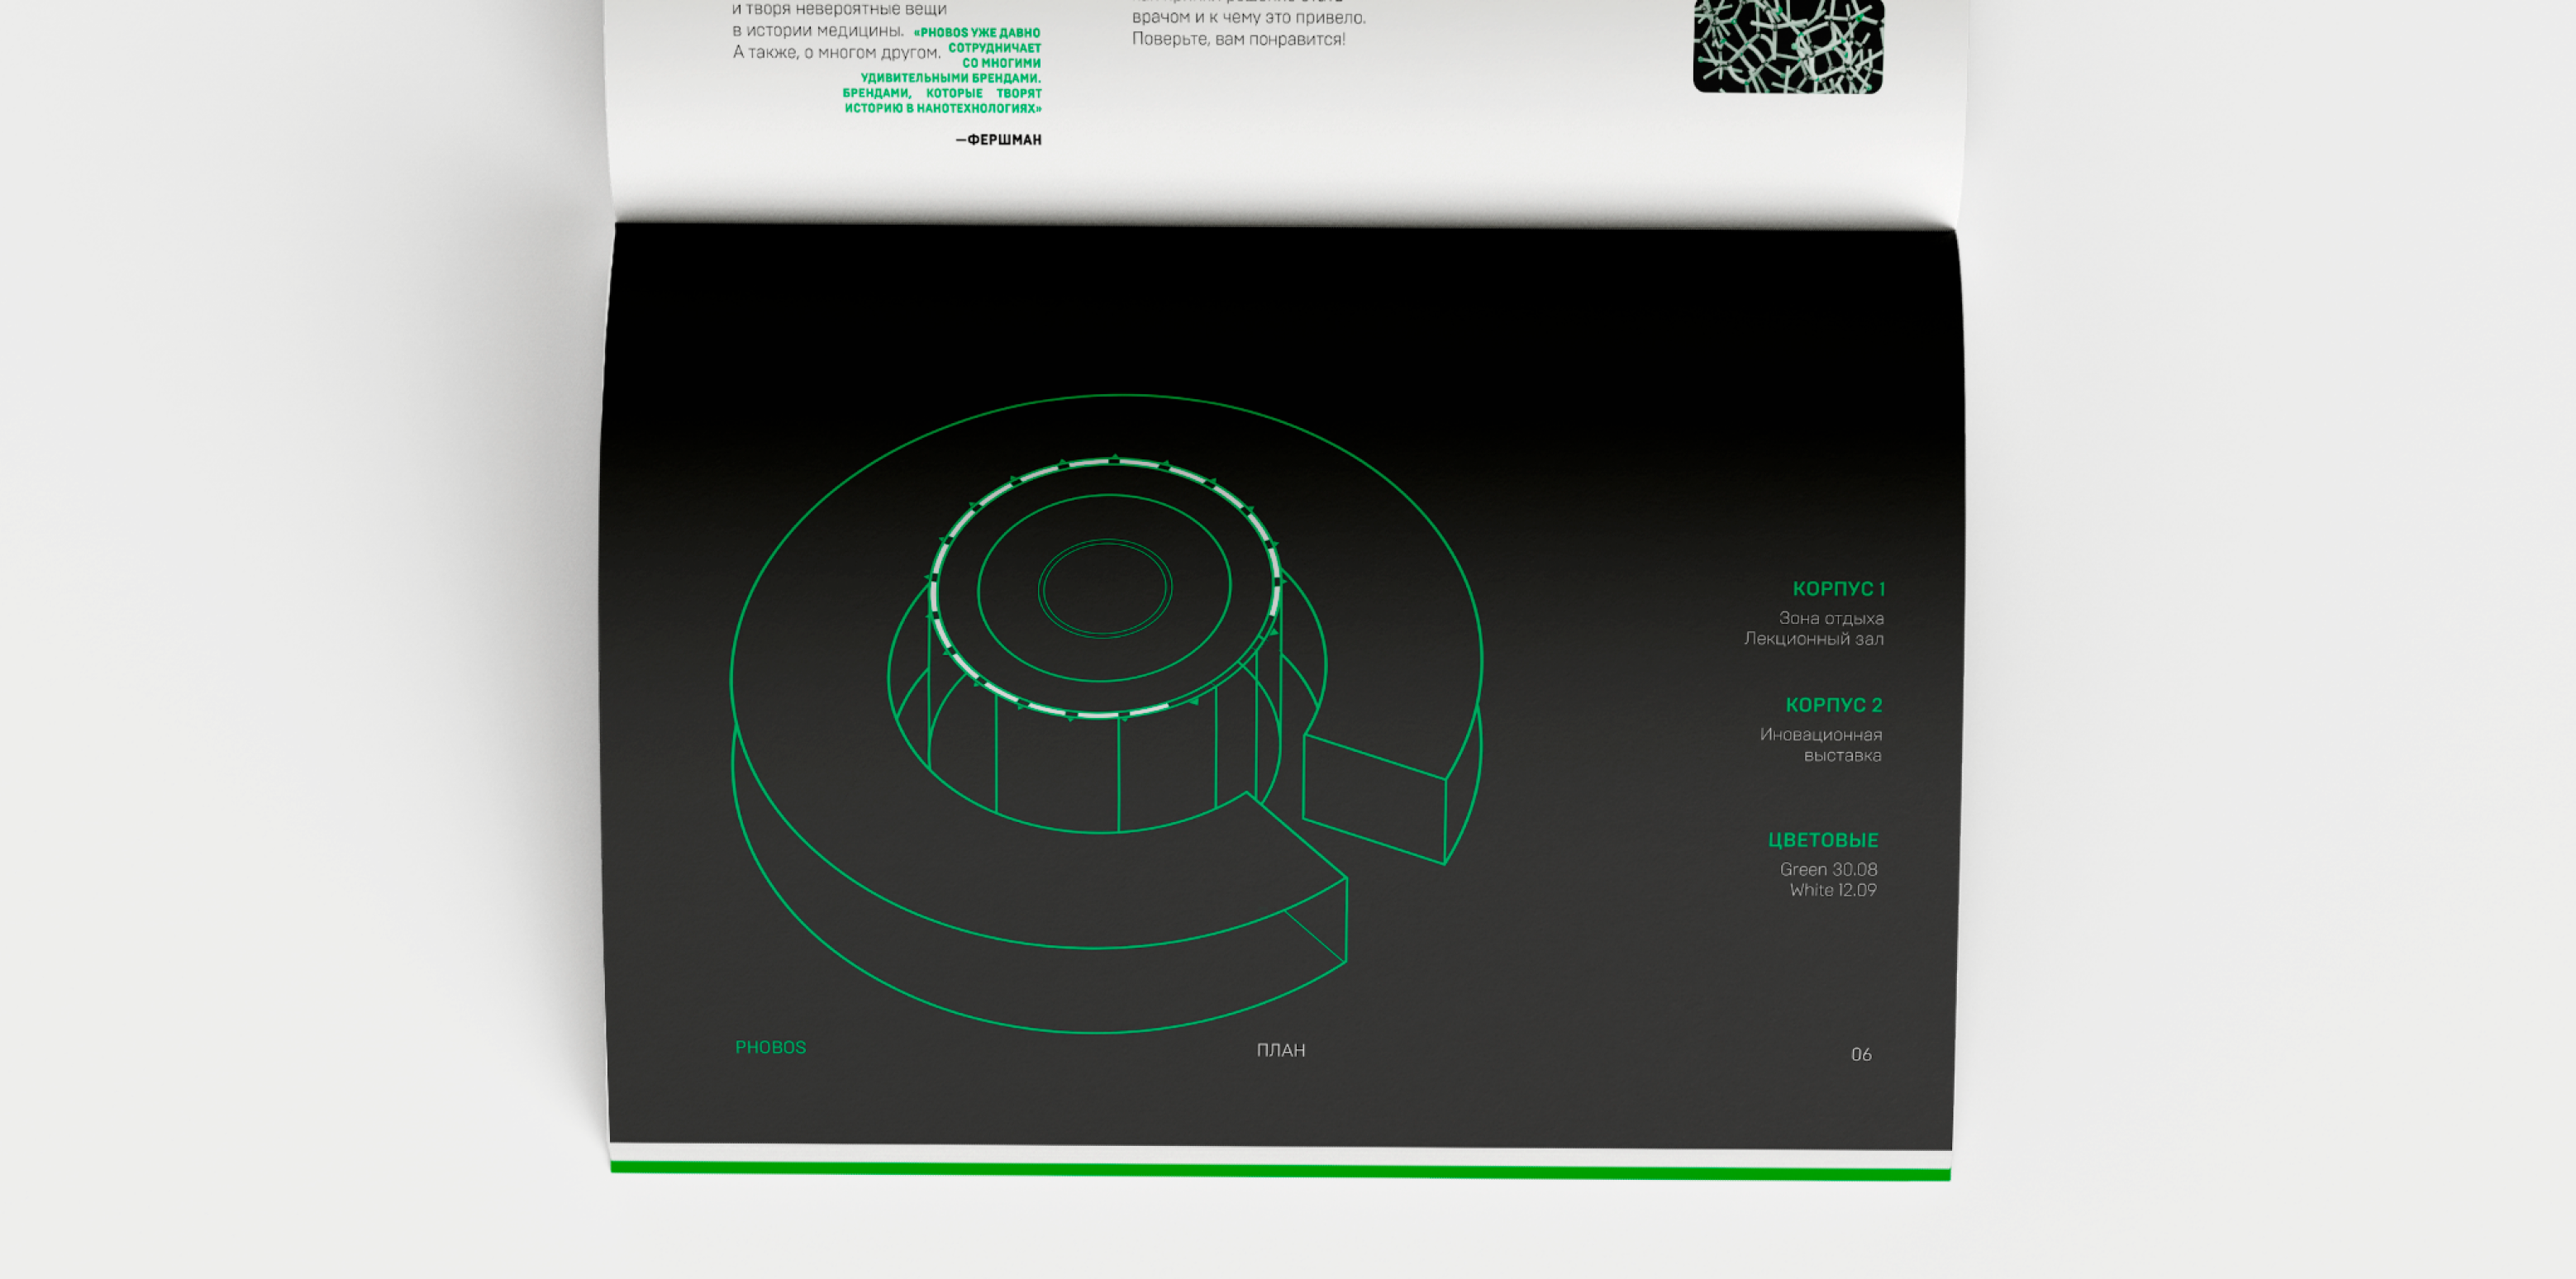 и творя невероятные вещи
в истории медицины.
А также, о многом другом.
«PHOBOS УЖЕ ДАВНО
СОТРУДНИЧАЕТ
СО МНОГИМИ
УДИВИТЕЛЬНЫМИ БРЕНДАМИ.
БРЕНДАМИ, КОТОРЫЕ ТВОРЯТ
ИСТОРИЮ В НАНОТЕХНОЛОГИЯХ»
—ФЕРШМАН
врачом и к чему это привело.
Поверьте, вам понравится!
КОРПУС 1
Зона отдыха
Лекционный зал
КОРПУС 2
Иновационная
выставка
ЦВЕТОВЫЕ
Green 30.08
White 12.09
PHOBOS
ПЛАН
06